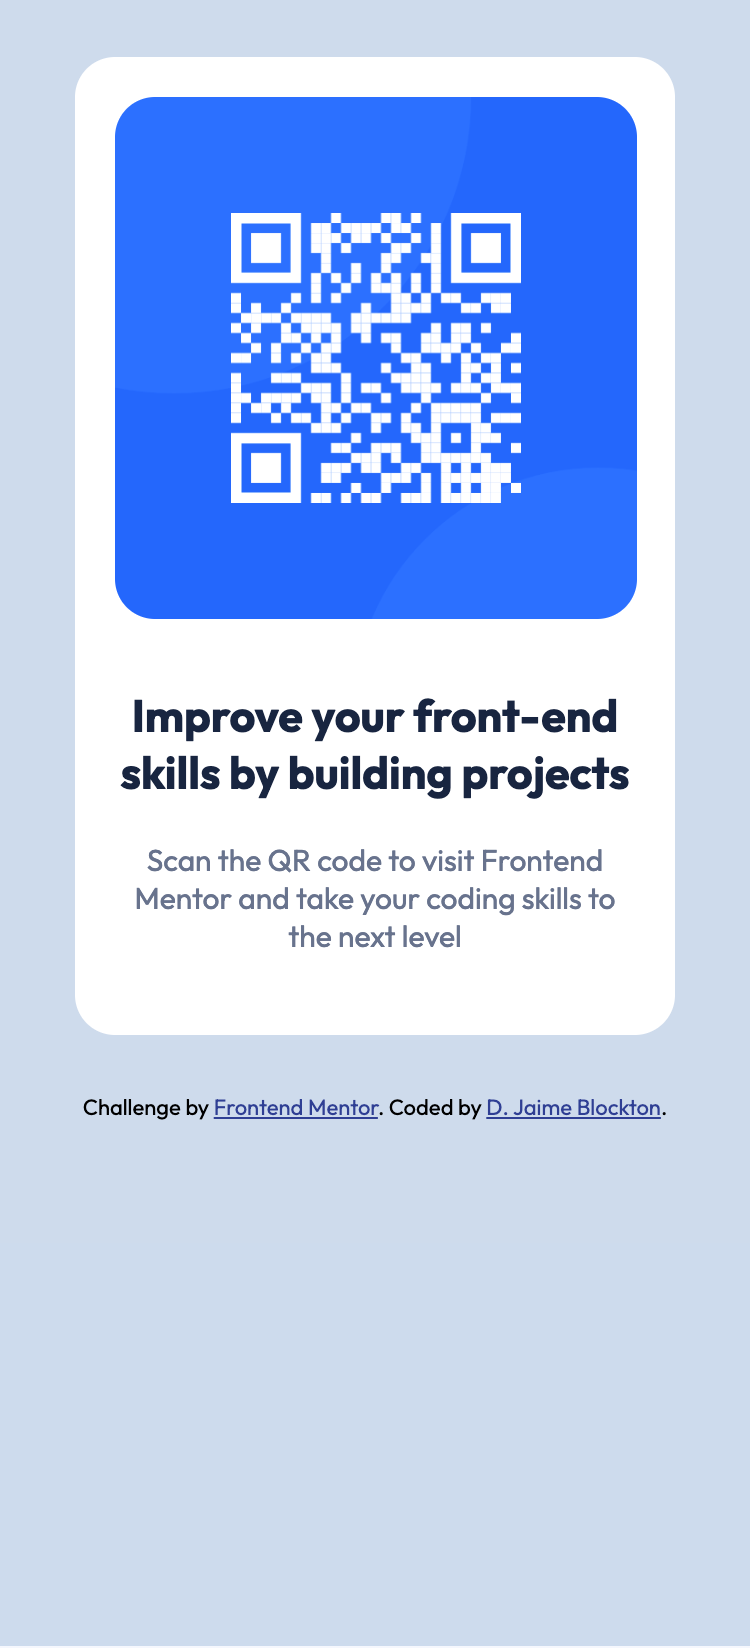 Improve your front-end
skills by building projects
Scan the QR code to visit Frontend
Mentor and take your coding skills to
the next level
Challenge by Frontend Mentor. Coded by D. Jaime Blockton.